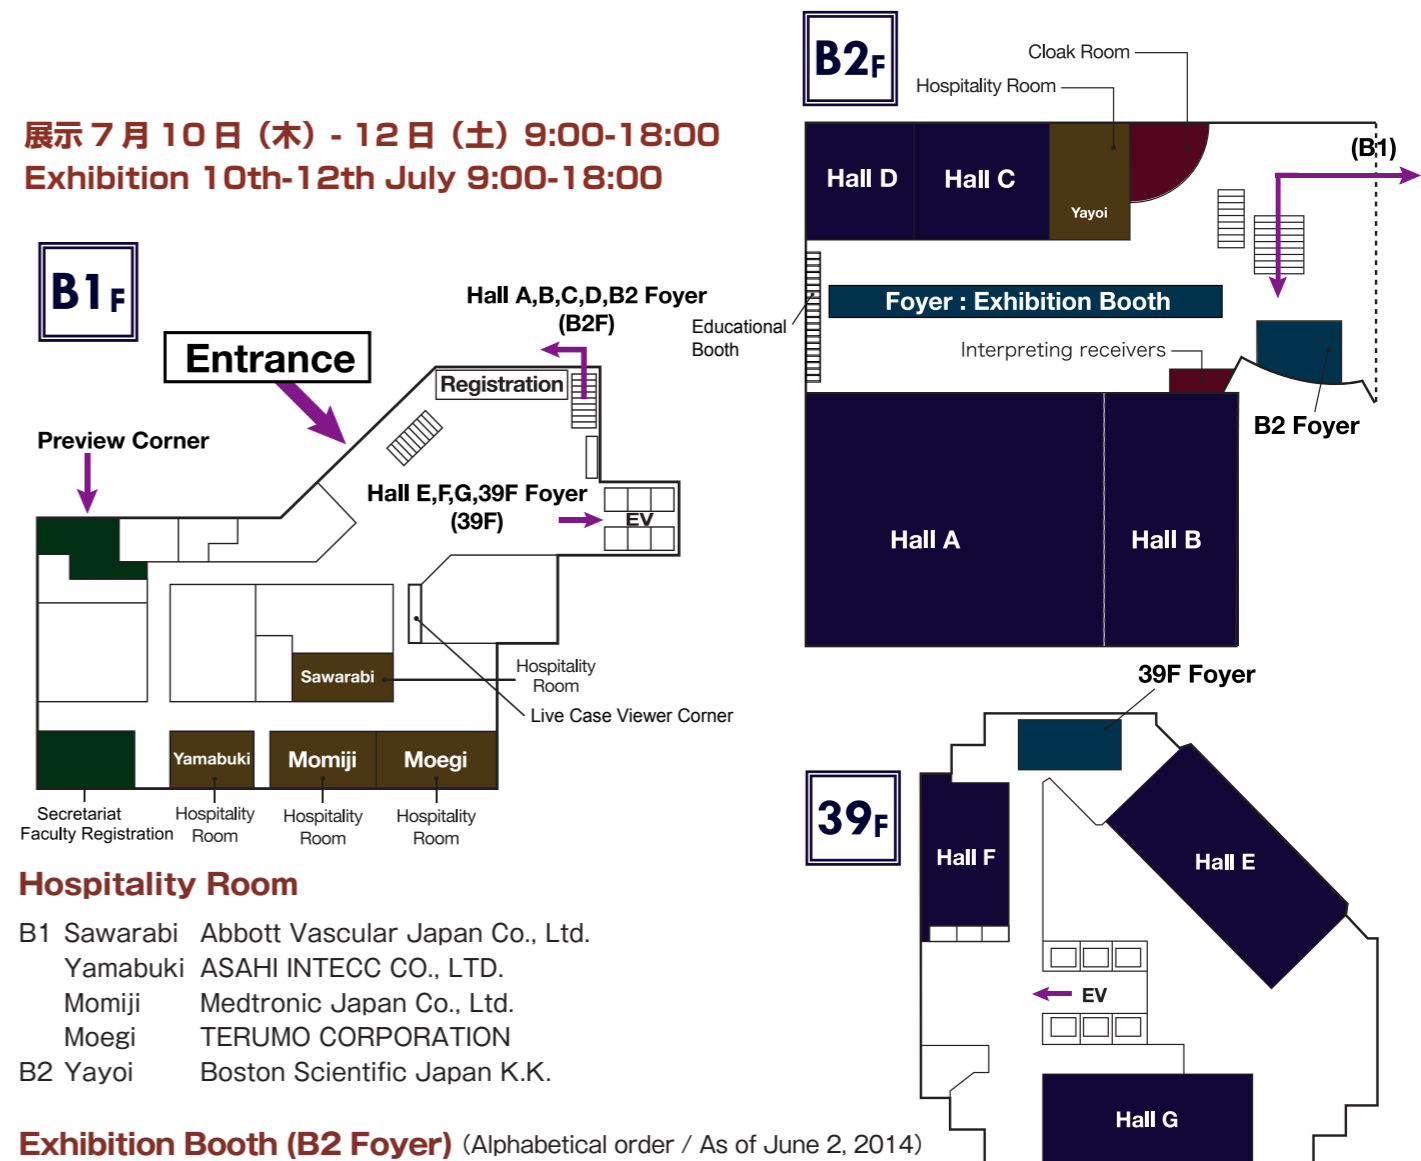 展示 7 月 10 日（木）- 12 日（土）9:00-18:00
Exhibition 10th-12th July 9:00-18:00
B1F
Entrance
Hall A,B,C,D,B2 Foyer
(B2F)
Registration
Preview Corner
Hall E,F,G,39F Foyer
(39F)
EV
Sawarabi
Hospitality
Room
Live Case Viewer Corner
Yamabuki
Momiji
Moegi
Secretariat
Faculty Registration
Hospitality
Room
Hospitality
Room
Hospitality
Room
B2F
Cloak Room
Hospitality Room
(B1)
Hall D
Hall C
Yayoi
Foyer : Exhibition Booth
Educational
Booth
Interpreting receivers
B2 Foyer
Hall A
Hall B
39F Foyer
39F
Hall F
Hall E
EV
Hall G
Hospitality Room
B1 Sawarabi Abbott Vascular Japan Co., Ltd.
Yamabuki ASAHI INTECC CO., LTD.
Momiji Medtronic Japan Co., Ltd.
Moegi TERUMO CORPORATION
B2 Yayoi Boston Scientific Japan K.K.
Exhibition Booth (B2 Foyer) (Alphabetical order / As of June 2, 2014)